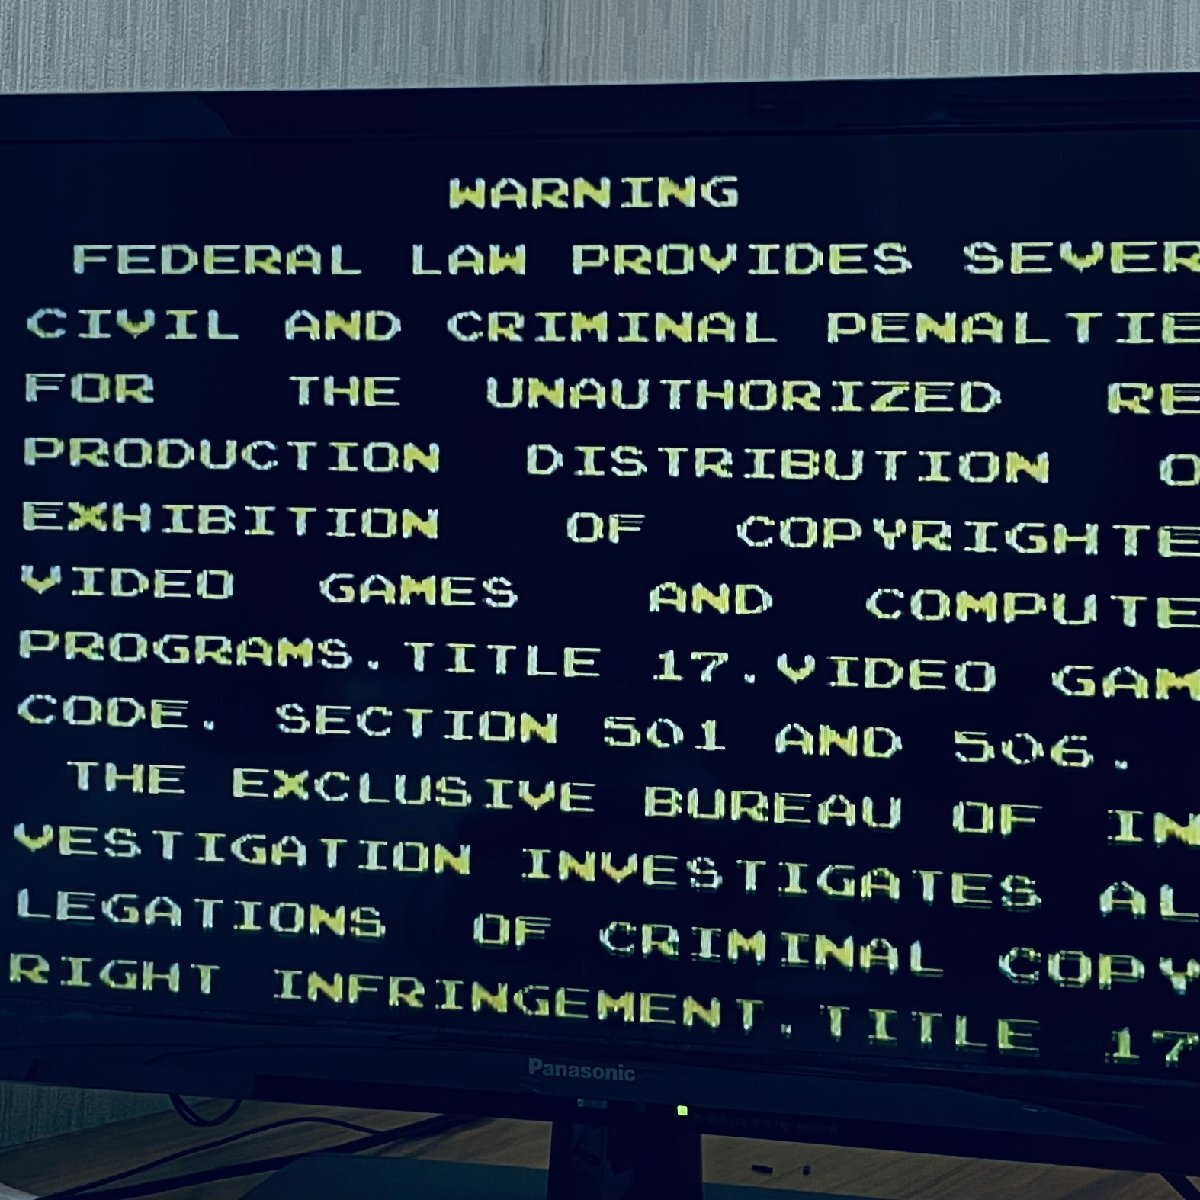 WARNING
FEDERAL LAW PROVIDES SEVER
CIVIL AND CRIMINAL PENALTIE
FOR THE UNAUTHORIZED RE
PRODUCTION DISTRIBUTION O
EXHIBITION OF COPYRIGHTE
VIDEO GAMES AND COMPUTE
PROGRAMS.TITLE 17.VIDEO GAM
CODE. SECTION 501 AND 506.
THE EXCLUSIVE BUREAU OF IN
VESTIGATION INVESTIGATES AL
LEGATIONS OF CRIMINAL COPY
RIGHT INFRINGEMENT.TITLE 17
Panasonic